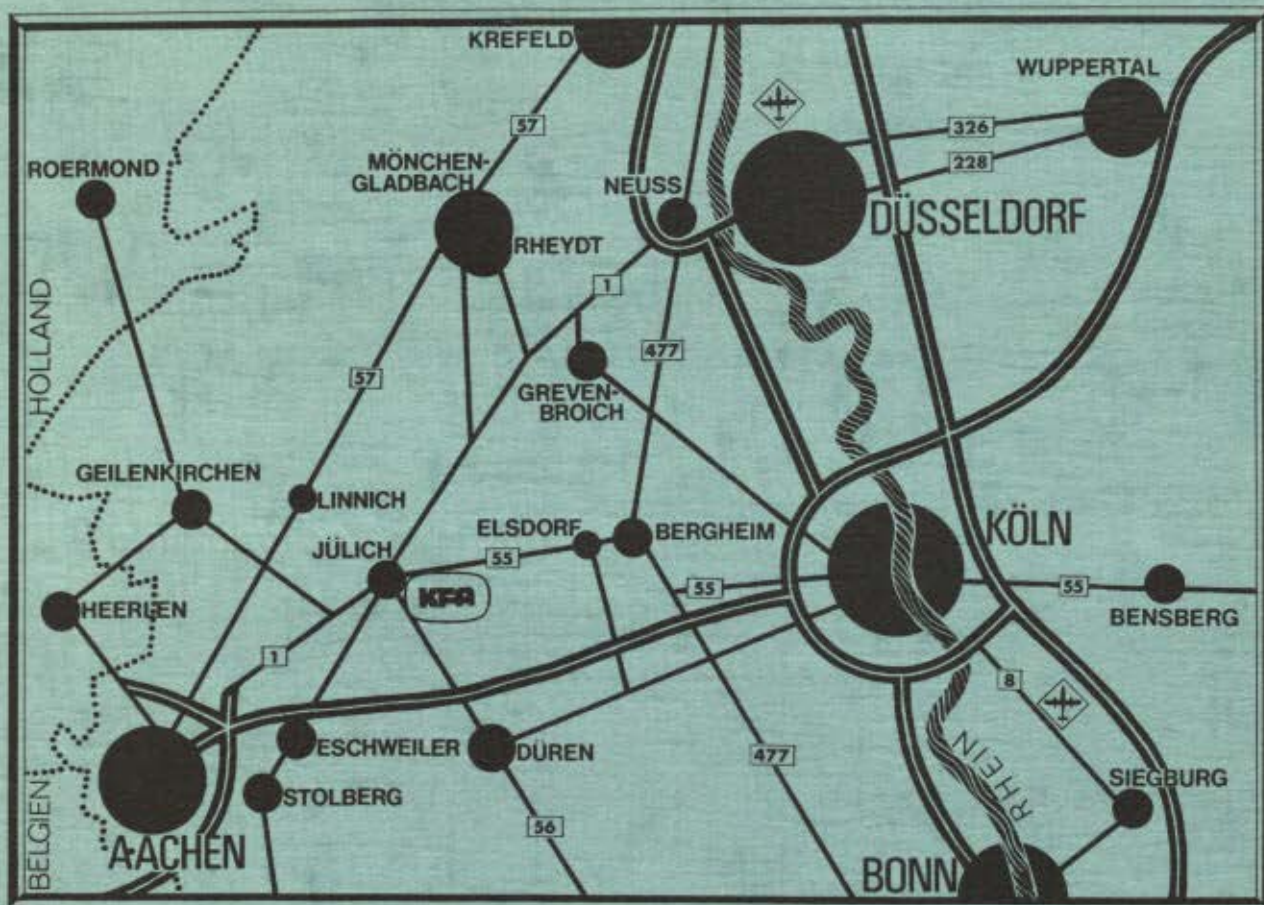 KREFELD
WUPPERTAL
57
326
ROERMOND
MÖNCHEN-
GLADBACH
NEUSS
228
DÜSSELDORF
RHEYDT
HOLLAND
1
477
57
GREVEN-
BROICH
GEILENKIRCHEN
LINNICH
ELSDORF
BERGHEIM
KÖLN
JÜLICH
55
KFA
55
55
HEERLEN
BENSBERG
1
8
ESCHWEILER
DÜREN
477
RHEIN
SIEGBURG
STOLBERG
56
BELGIEN
AACHEN
BONN